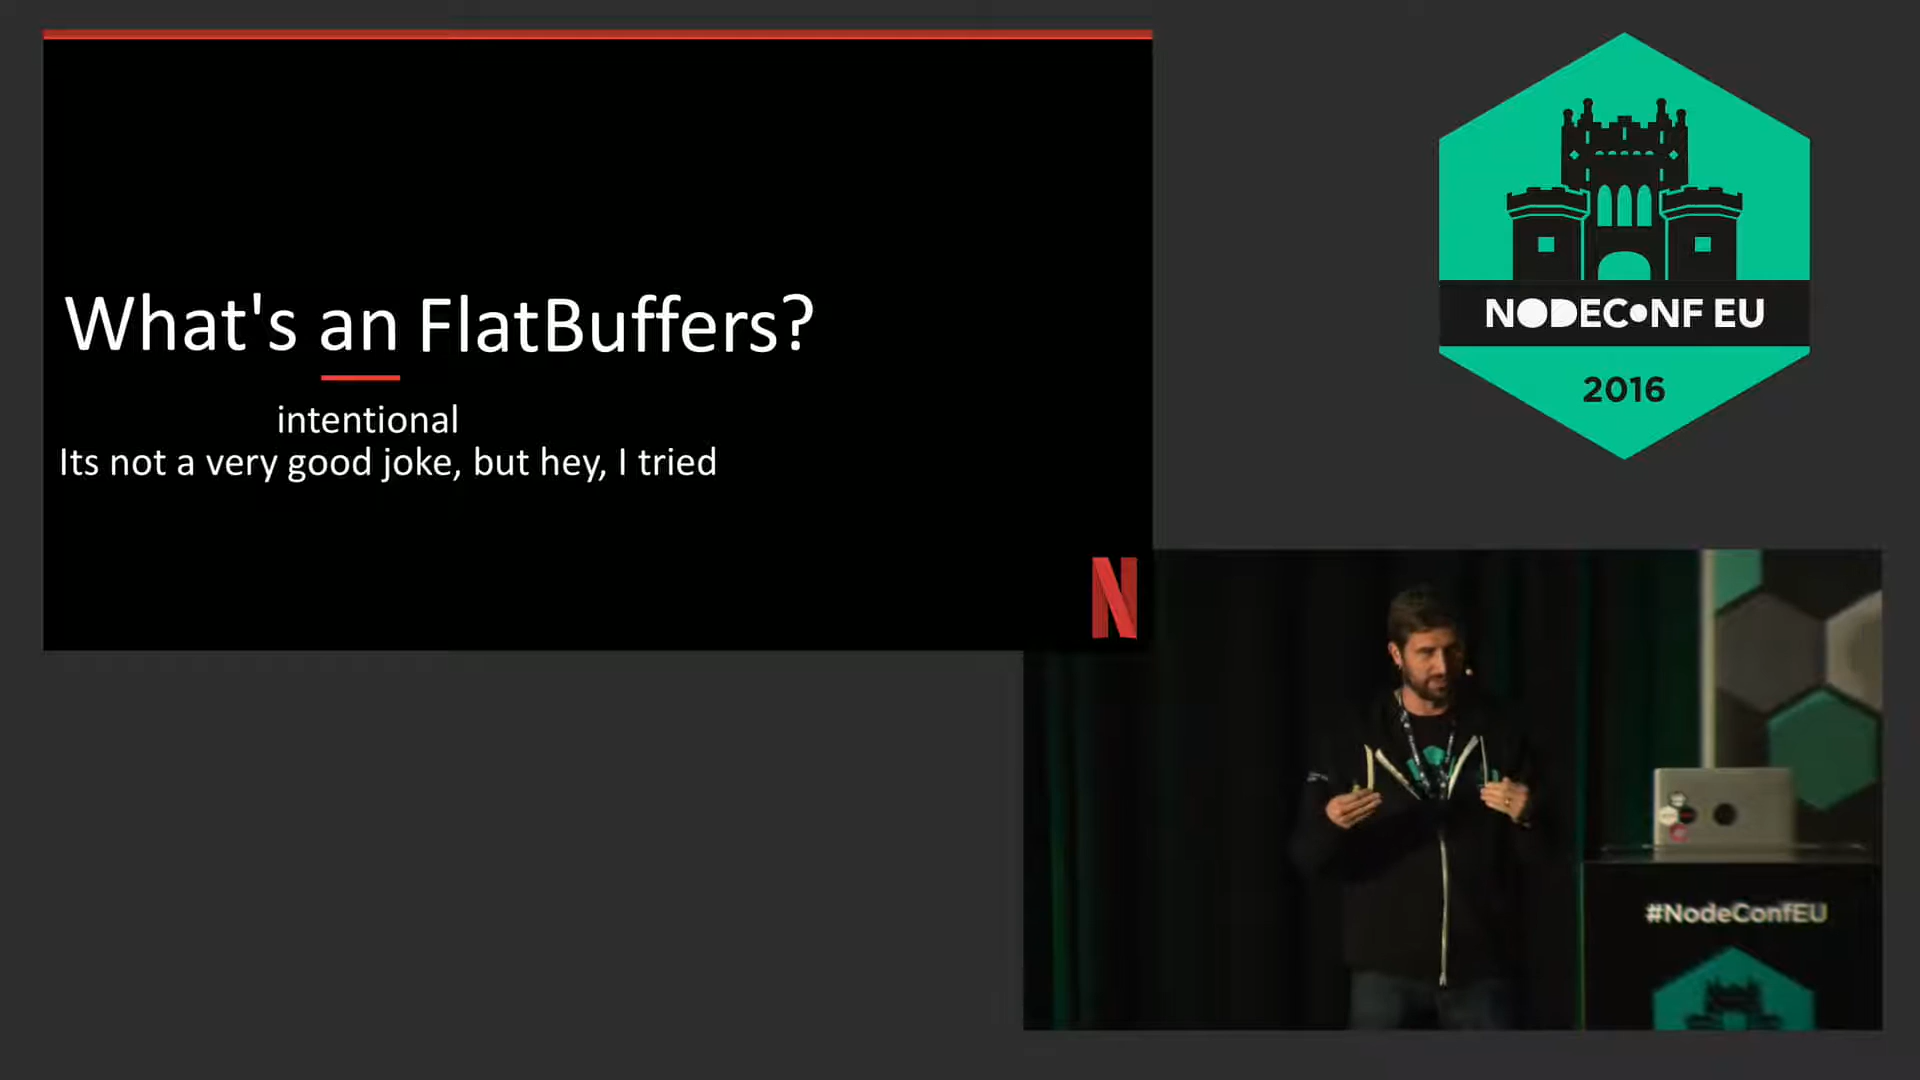 What's an FlatBuffers?
intentional
Its not a very good joke, but hey, I tried
N
NODECONF EU
2016
#NodeConfEU